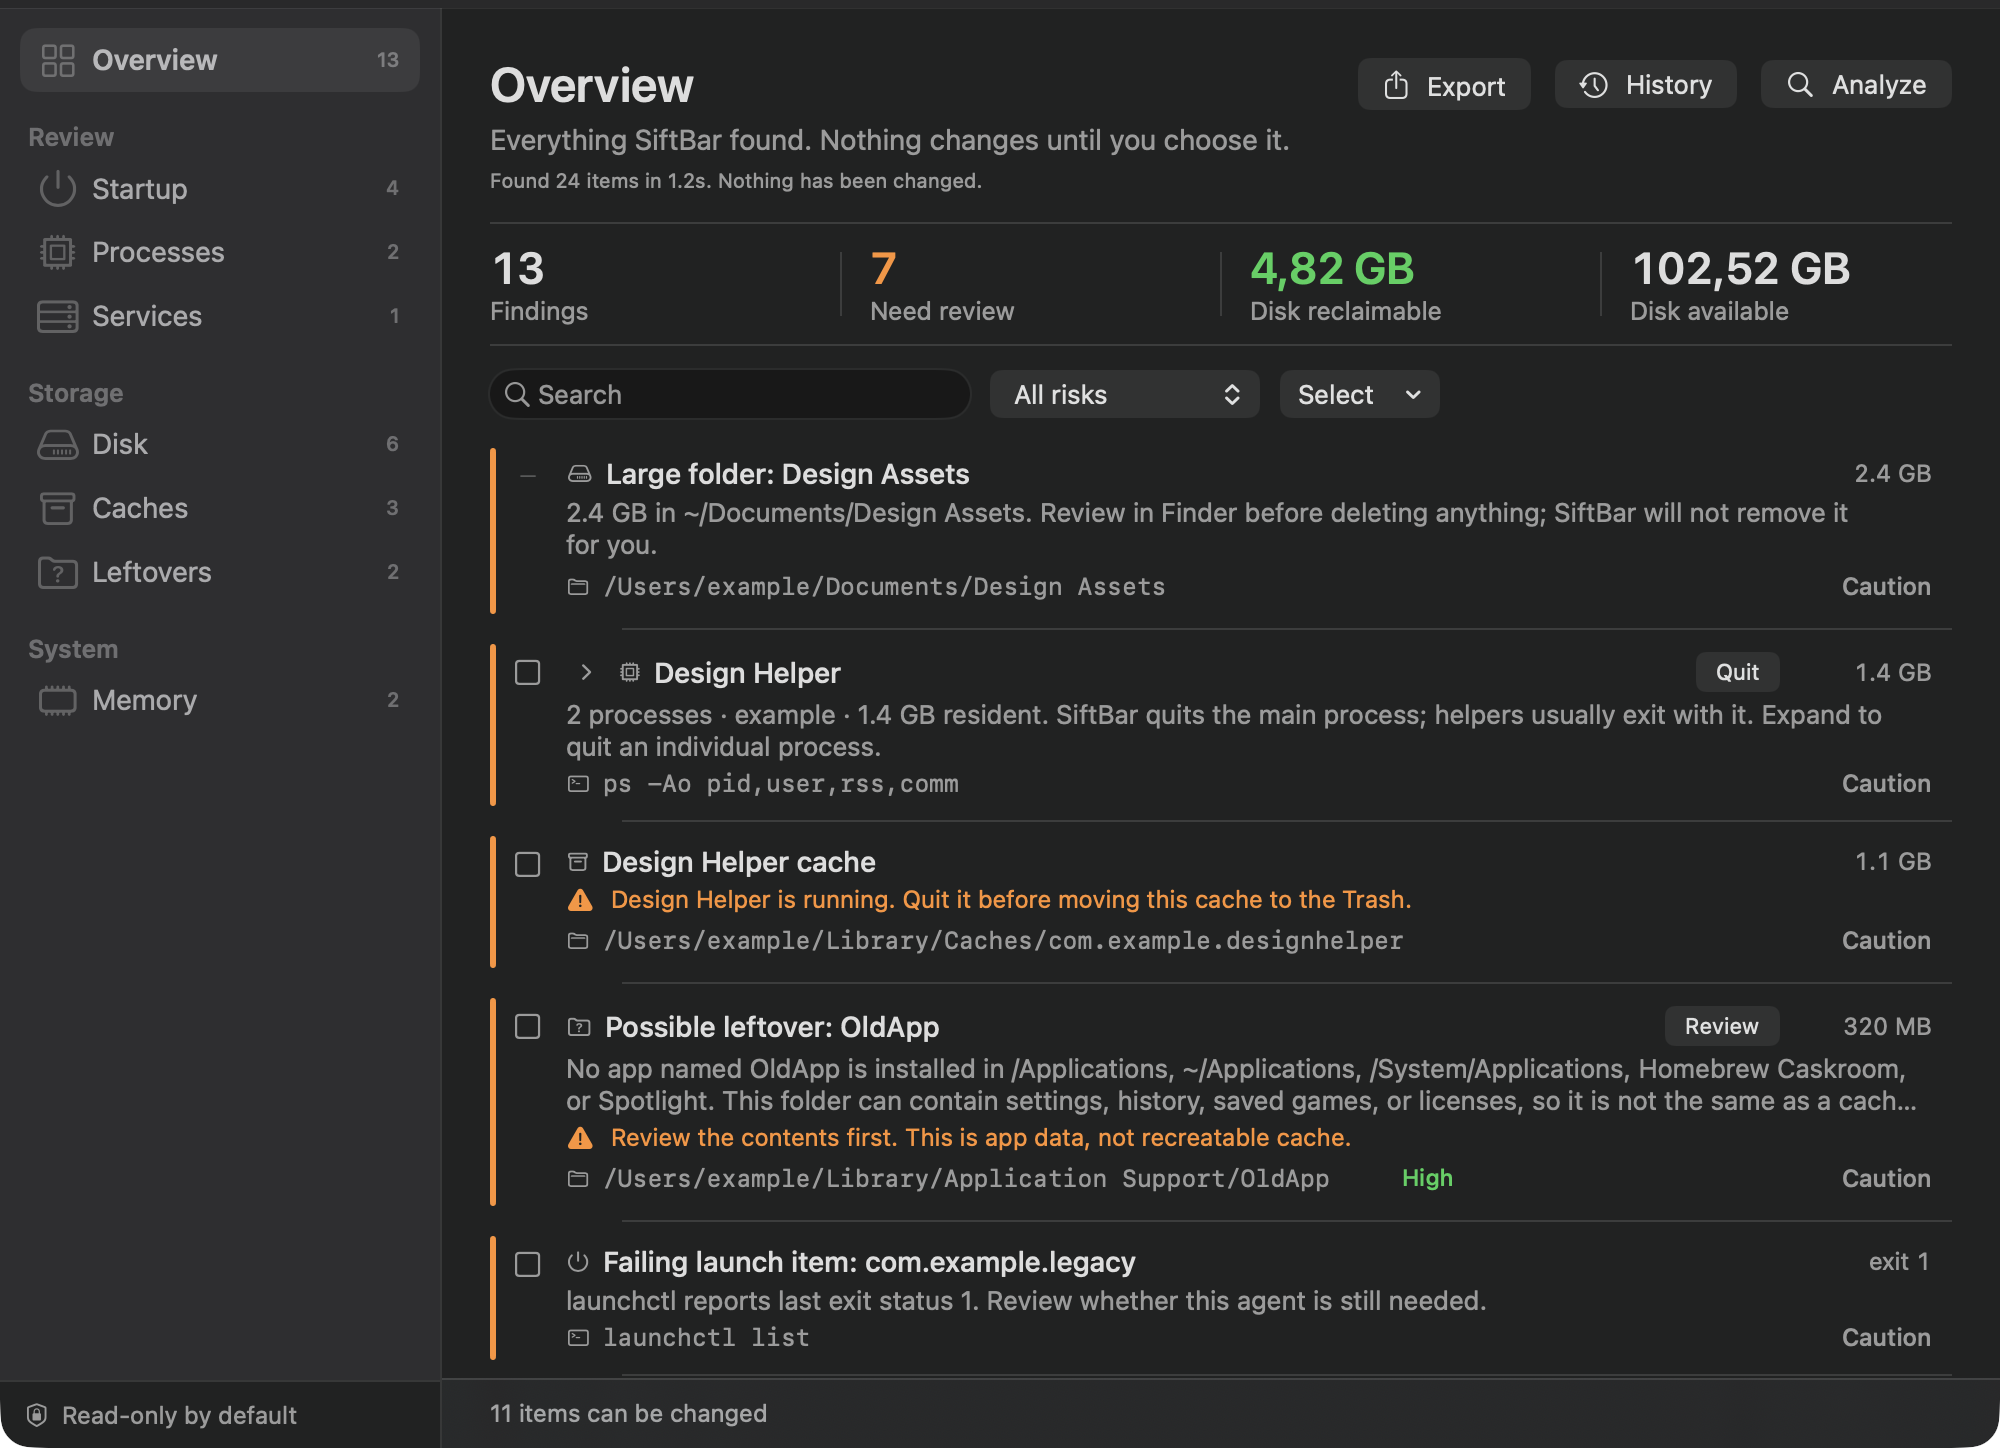 Overview 13
Review
Startup 4
Processes 2
Services 1
Storage
Disk 6
Caches 3
Leftovers 2
System
Memory 2
Read-only by default
Overview
Export
History
Analyze
Everything SiftBar found. Nothing changes until you choose it.
Found 24 items in 1.2s. Nothing has been changed.
13
Findings
7
Need review
4,82 GB
Disk reclaimable
102,52 GB
Disk available
Search
All risks
Select
Large folder: Design Assets 2.4 GB
2.4 GB in ~/Documents/Design Assets. Review in Finder before deleting anything; SiftBar will not remove it
for you.
/Users/example/Documents/Design Assets Caution
Design Helper Quit 1.4 GB
2 processes · example · 1.4 GB resident. SiftBar quits the main process; helpers usually exit with it. Expand to
quit an individual process.
ps -Ao pid,user,rss,comm Caution
Design Helper cache 1.1 GB
Design Helper is running. Quit it before moving this cache to the Trash.
/Users/example/Library/Caches/com.example.designhelper Caution
Possible leftover: OldApp Review 320 MB
No app named OldApp is installed in /Applications, ~/Applications, /System/Applications, Homebrew Caskroom,
or Spotlight. This folder can contain settings, history, saved games, or licenses, so it is not the same as a cach...
Review the contents first. This is app data, not recreatable cache.
/Users/example/Library/Application Support/OldApp High Caution
Failing launch item: com.example.legacy exit 1
launchctl reports last exit status 1. Review whether this agent is still needed.
launchctl list Caution
11 items can be changed